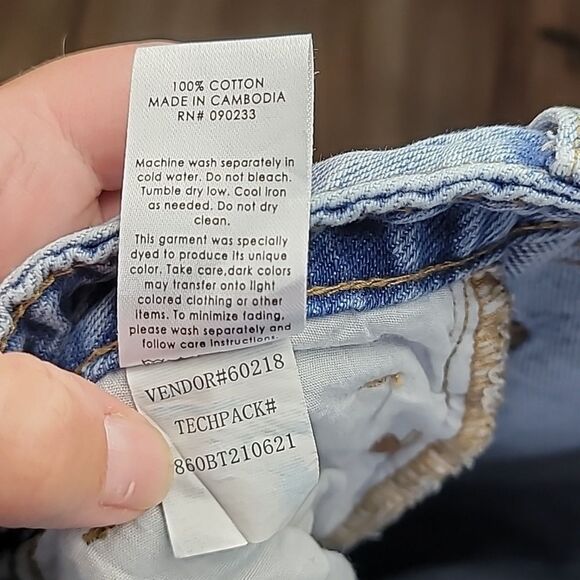 100% COTTON
MADE IN CAMBODIA
RN# 090233
Machine wash separately in
cold water. Do not bleach.
Tumble dry low. Cool iron
as needed. Do not dry
clean.
This garment was specially
dyed to produce its unique
color. Take care,dark colors
may transfer onto light
colored clothing or other
items. To minimize fading,
please wash separately and
follow care instructions.
VENDOR#60218
TECHPACK#
860BT210621